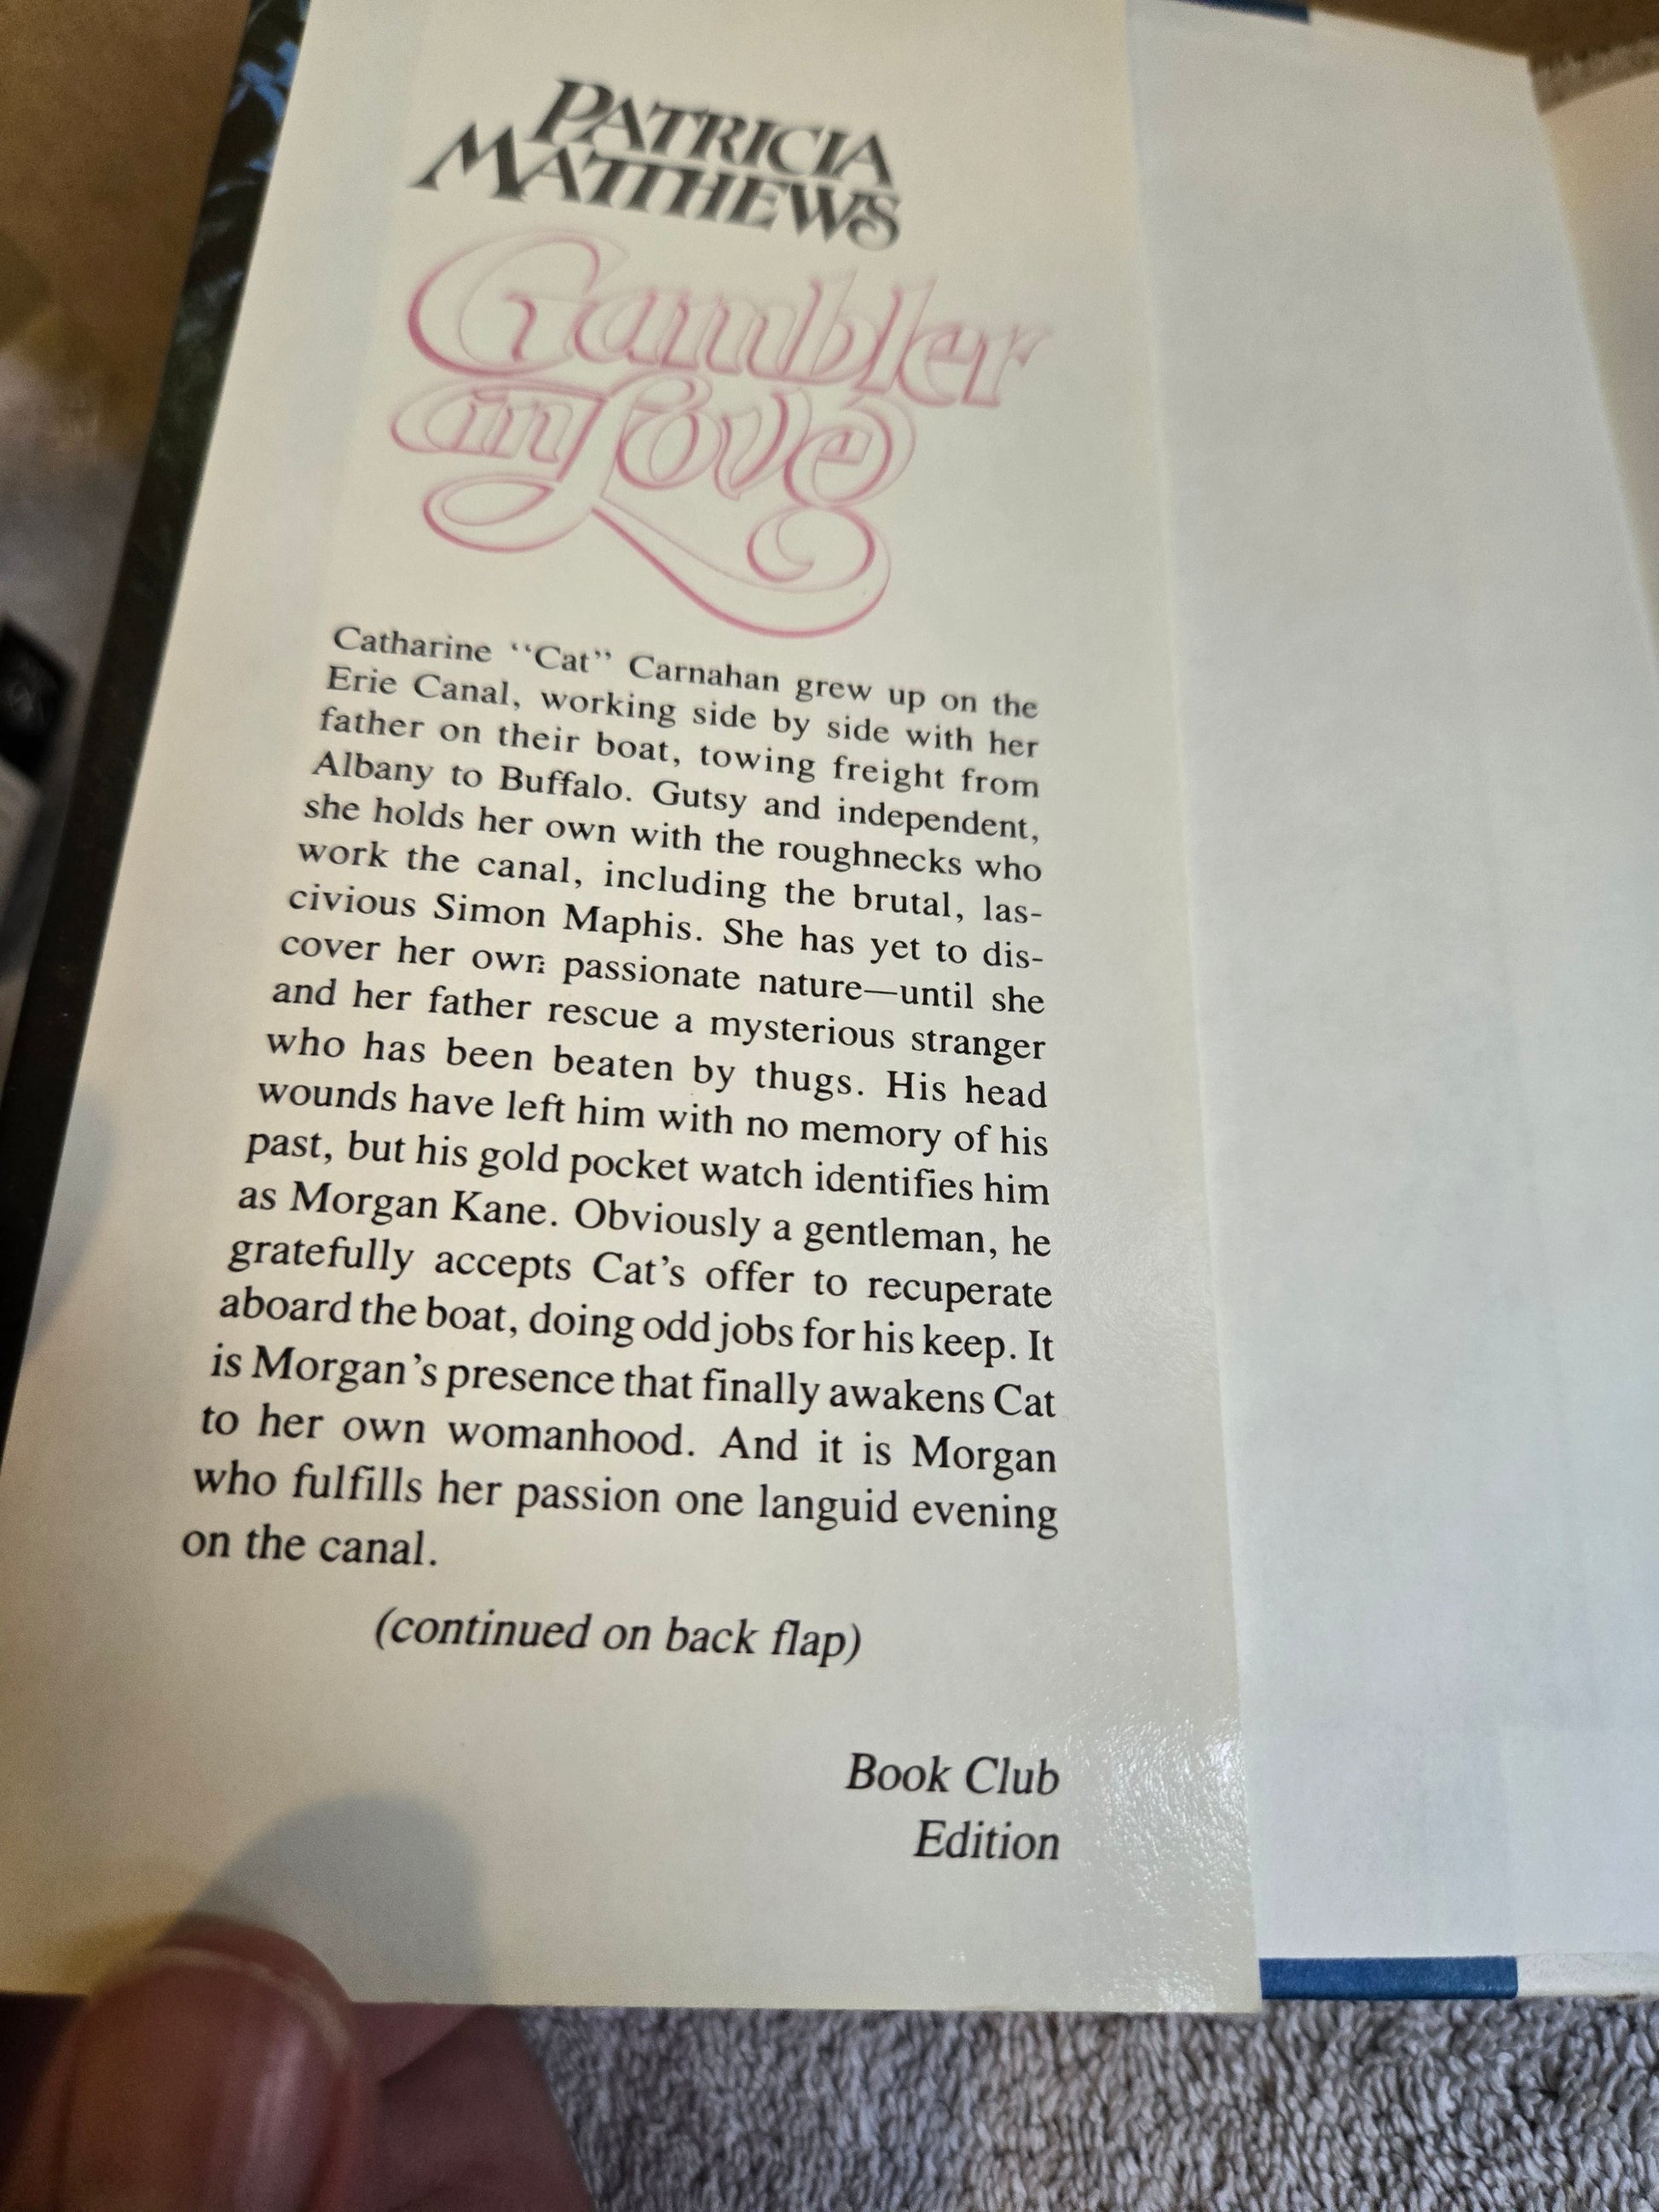 PATRICIA
MATTHEWS
Gambler
in Love
Catharine “Cat” Carnahan grew up on the
Erie Canal, working side by side with her
father on their boat, towing freight from
Albany to Buffalo. Gutsy and independent,
she holds her own with the roughnecks who
work the canal, including the brutal, las-
civious Simon Maphis. She has yet to dis-
cover her own passionate nature—until she
and her father rescue a mysterious stranger
who has been beaten by thugs. His head
wounds have left him with no memory of his
past, but his gold pocket watch identifies him
as Morgan Kane. Obviously a gentleman, he
gratefully accepts Cat’s offer to recuperate
aboard the boat, doing odd jobs for his keep. It
is Morgan’s presence that finally awakens Cat
to her own womanhood. And it is Morgan
who fulfills her passion one languid evening
on the canal.
(continued on back flap)
Book Club
Edition